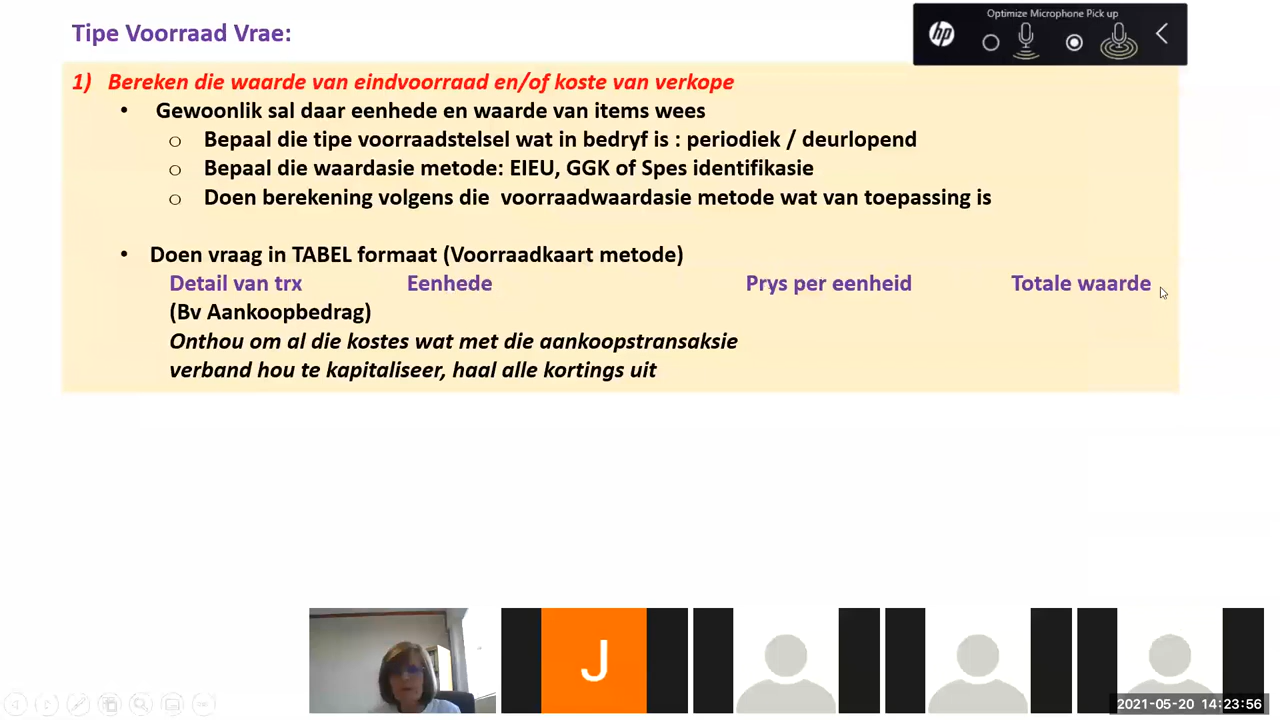 Tipe Voorraad Vrae:
Optimize Microphone Pick up
hp
1) Bereken die waarde van eindvoorraad en/of koste van verkope
• Gewoonlik sal daar eenhede en waarde van items wees
o Bepaal die tipe voorraadstelsel wat in bedryf is : periodiek / deurlopend
o Bepaal die waardasie metode: EIEU, GGK of Spes identifikasie
o Doen berekening volgens die voorraadwaardasie metode wat van toepassing is
• Doen vraag in TABEL formaat (Voorraadkaart metode)
Detail van trx Eenhede Prys per eenheid Totale waarde
(Bv Aankoopbedrag)
Onthou om al die kostes wat met die aankoopstransaksie
verband hou te kapitaliseer, haal alle kortings uit
J
2021-05-20 14:23:56